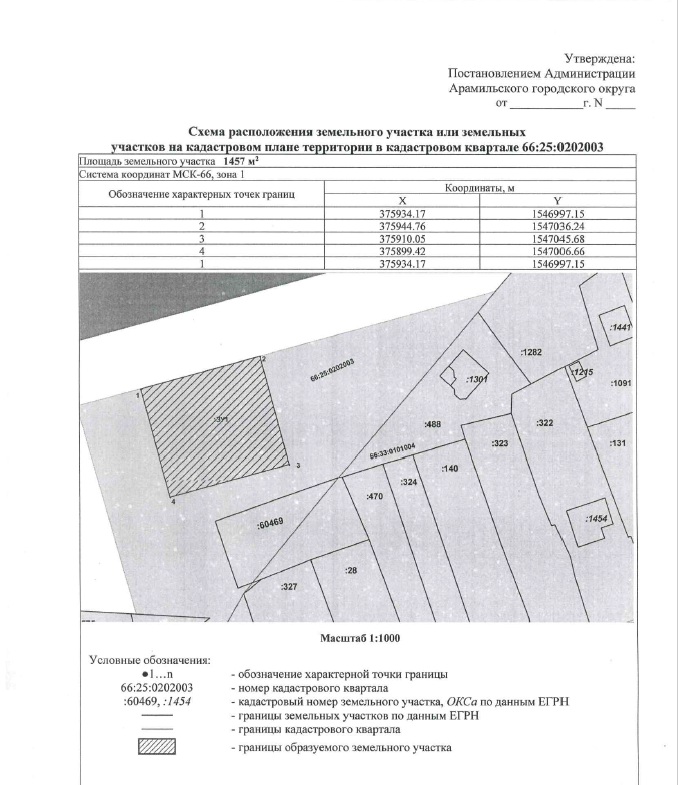 Утверждена:
Постановлением Администрации
Арамильского городского округа
от ____________г. N _____
Схема расположения земельного участка или земельных
участков на кадастровом плане территории в кадастровом квартале 66:25:0202003
Площадь земельного участка 1457 м²
Система координат МСК-66, зона 1
Обозначение характерных точек границ
Координаты, м
X Y
1 375934.17 1546997.15
2 375944.76 1547036.24
3 375910.05 1547045.68
4 375899.42 1547006.66
1 375934.17 1546997.15
:1441
:1282
2
66:25:0202003
:1215
:1301
:1091
1
:ЗУ1
:488
:322
:131
:323
66:33:0101004
3
:140
:324
:470
4
:1454
:60469
:28
:327
Масштаб 1:1000
Условные обозначения:
●1…n - обозначение характерной точки границы
66:25:0202003 - номер кадастрового квартала
:60469, :1454 - кадастровый номер земельного участка, ОКСа по данным ЕГРН
- границы земельных участков по данным ЕГРН
- границы кадастрового квартала
- границы образуемого земельного участка